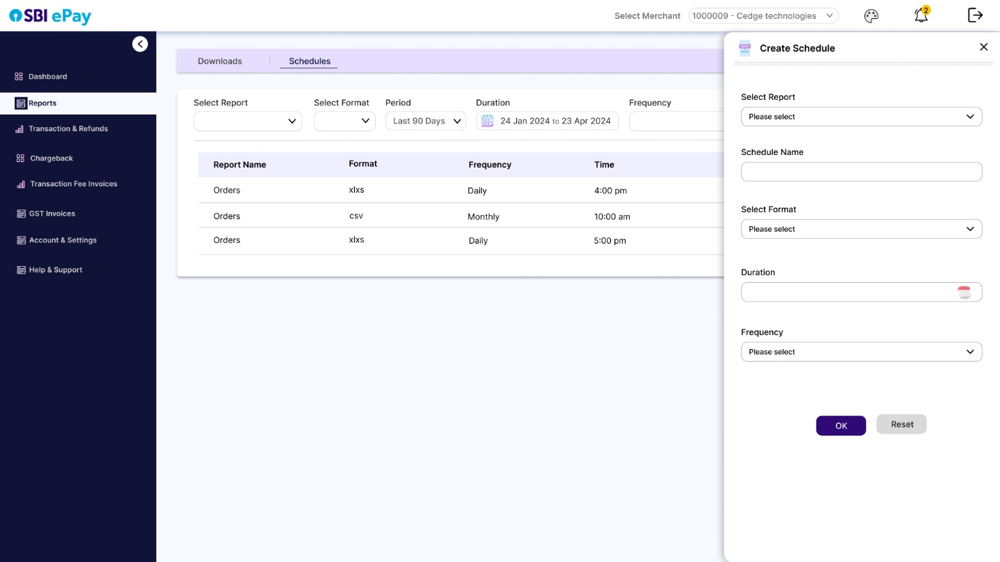 SBI ePay
Select Merchant 1000009 - Cedge technologies
2
Dashboard
Reports
Transaction & Refunds
Chargeback
Transaction Fee Invoices
GST Invoices
Account & Settings
Help & Support
Downloads Schedules
Select Report Select Format Period Duration Frequency
Last 90 Days 24 Jan 2024 to 23 Apr 2024
Report Name Format Frequency Time
Orders xlxs Daily 4:00 pm
Orders csv Monthly 10:00 am
Orders xlxs Daily 5:00 pm
Create Schedule
Select Report
Please select
Schedule Name
Select Format
Please select
Duration
Frequency
Please select
OK Reset